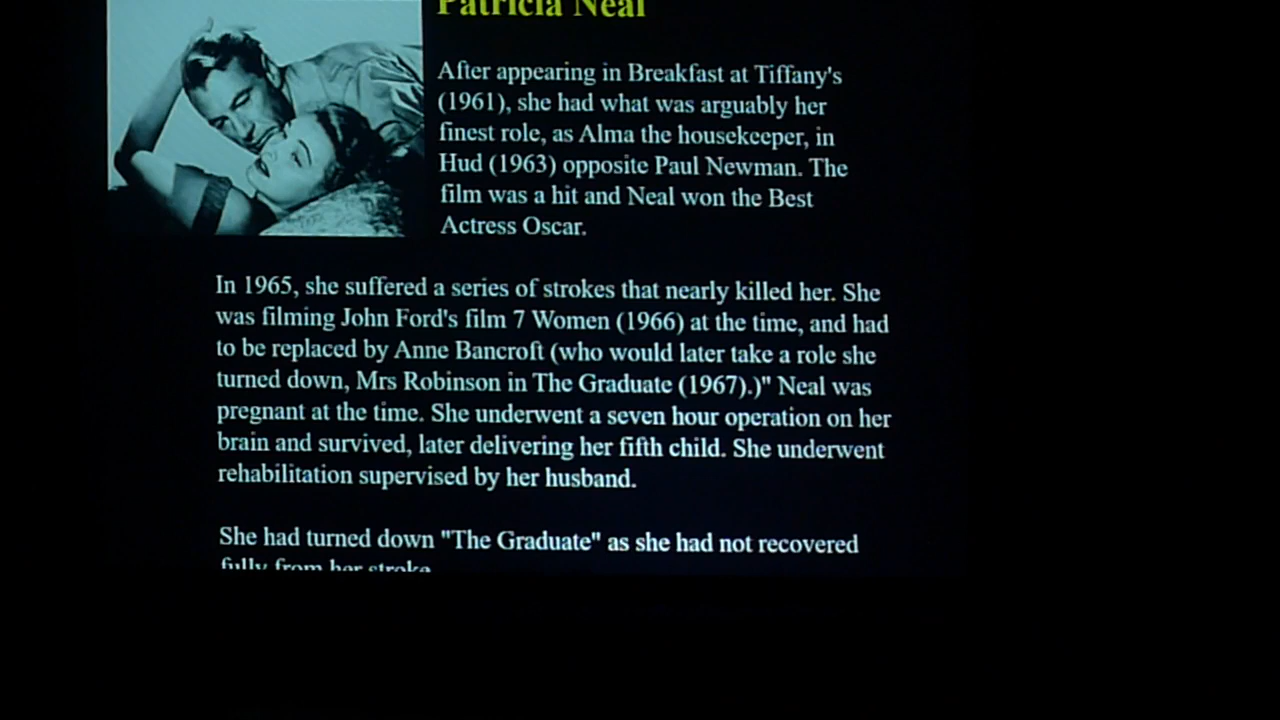 Patricia Neal
After appearing in Breakfast at Tiffany's
(1961), she had what was arguably her
finest role, as Alma the housekeeper, in
Hud (1963) opposite Paul Newman. The
film was a hit and Neal won the Best
Actress Oscar.
In 1965, she suffered a series of strokes that nearly killed her. She
was filming John Ford's film 7 Women (1966) at the time, and had
to be replaced by Anne Bancroft (who would later take a role she
turned down, Mrs Robinson in The Graduate (1967).)" Neal was
pregnant at the time. She underwent a seven hour operation on her
brain and survived, later delivering her fifth child. She underwent
rehabilitation supervised by her husband.
She had turned down "The Graduate" as she had not recovered
fully from her stroke.